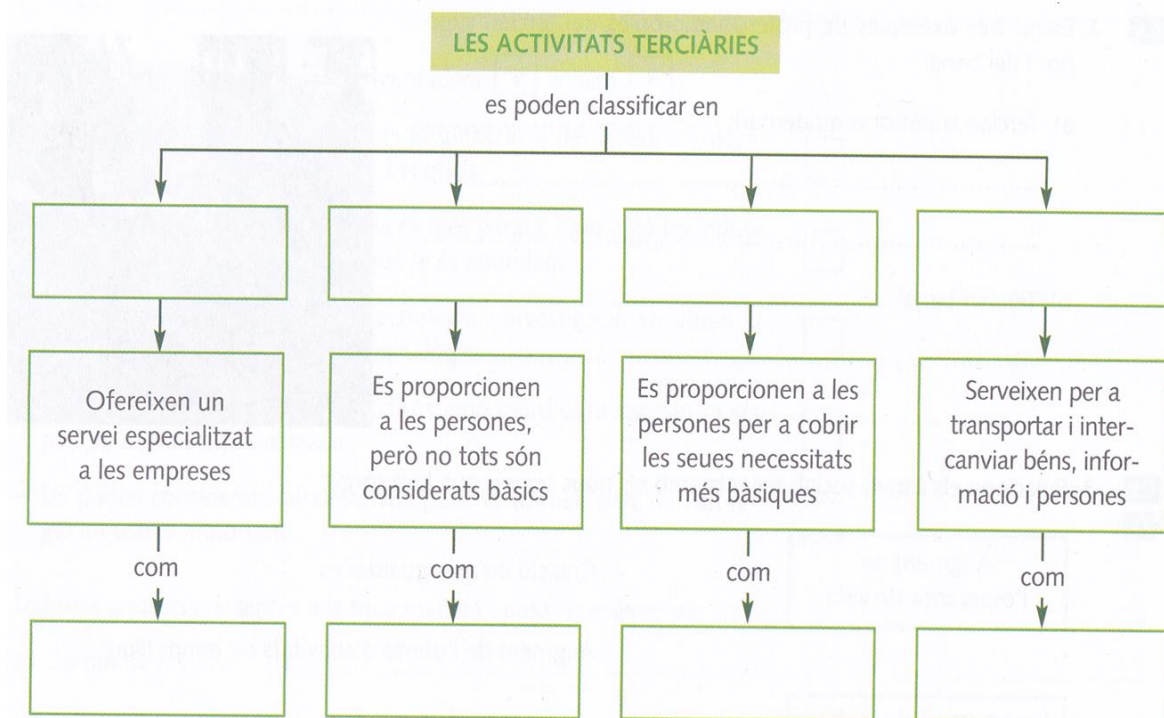 LES ACTIVITATS TERCIÀRIES
es poden classificar en
Ofereixen un
servei especialitzat
a les empreses
Es proporcionen
a les persones,
però no tots són
considerats bàsics
Es proporcionen a les
persones per a cobrir
les seues necessitats
més bàsiques
Serveixen per a
transportar i inter-
canviar béns, infor-
mació i persones
com
com
com
com